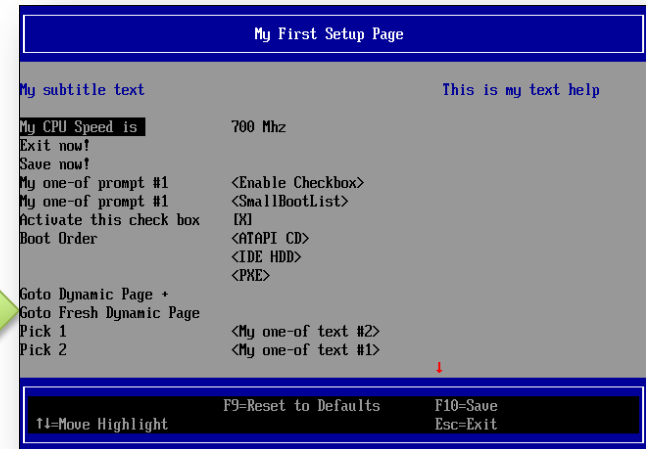 My First Setup Page
My subtitle text This is my text help
My CPU Speed is 700 Mhz
Exit now!
Save now!
My one-of prompt #1 <Enable Checkbox>
My one-of prompt #1 <SmallBootList>
Activate this check box [X]
Boot Order <ATAPI CD>
<IDE HDD>
<PXE>
Goto Dynamic Page +
Goto Fresh Dynamic Page
Pick 1 <My one-of text #2>
Pick 2 <My one-of text #1>
↓
F9=Reset to Defaults F10=Save
↑↓=Move Highlight Esc=Exit